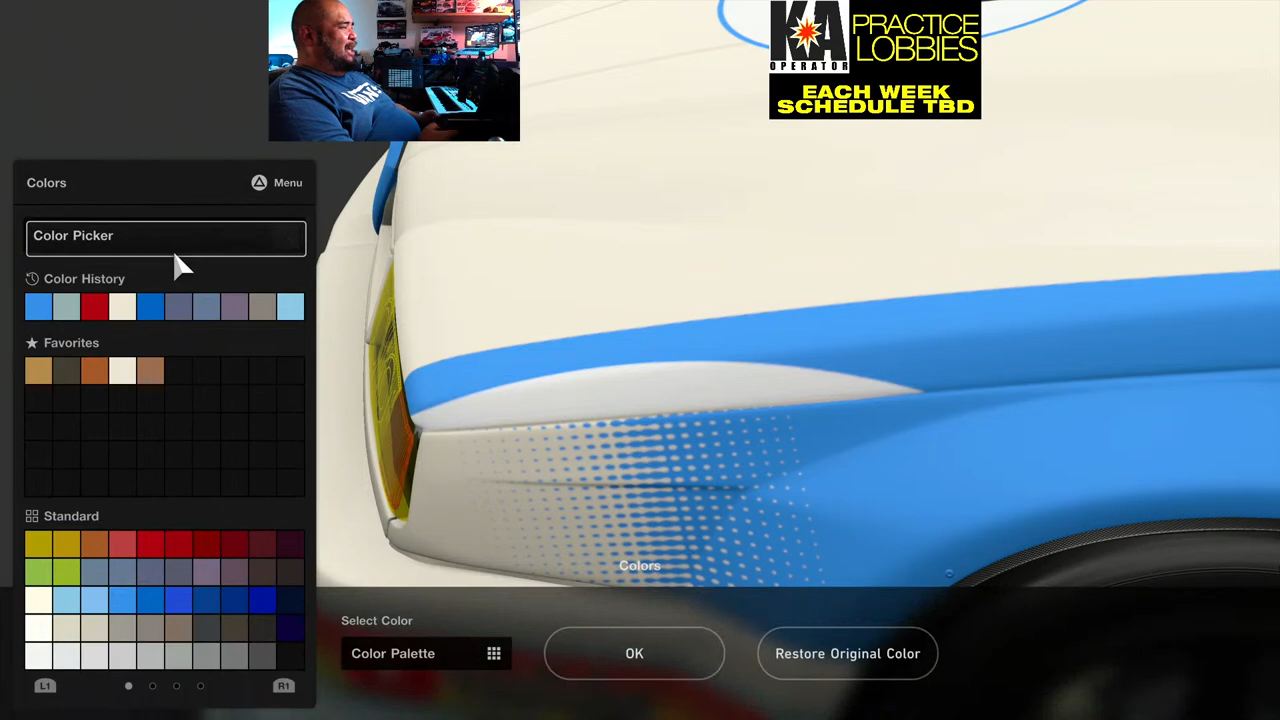 KA
OPERATOR
PRACTICE
LOBBIES
EACH WEEK
SCHEDULE TBD
Colors
Menu
Color Picker
Color History
Favorites
Standard
L1
R1
Colors
Select Color
Color Palette
OK
Restore Original Color